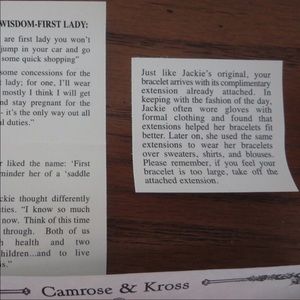 WISDOM-FIRST LADY:
are first lady you won't
jump in your car and go
some quick shopping"
some concessions for the
t lady; for one, I'll wear
mostly I think I will get
and stay pregnant for the
- it's the only way out all
l duties."
r liked the name: 'First
minder her of a 'saddle
ckie thought differently
ties. "I know so much
now. Think of this time
through. Both of us
health and two
children...and to live
s."
Just like Jackie's original, your
bracelet arrives with its complimentary
extension already attached. In
keeping with the fashion of the day,
Jackie often wore gloves with
formal clothing and found that
extensions helped her bracelets fit
better. Later on, she used the same
extensions to wear her bracelets
over sweaters, shirts, and blouses.
Please remember, if you feel your
bracelet is too large, take off the
attached extension.
Camrose & Kross